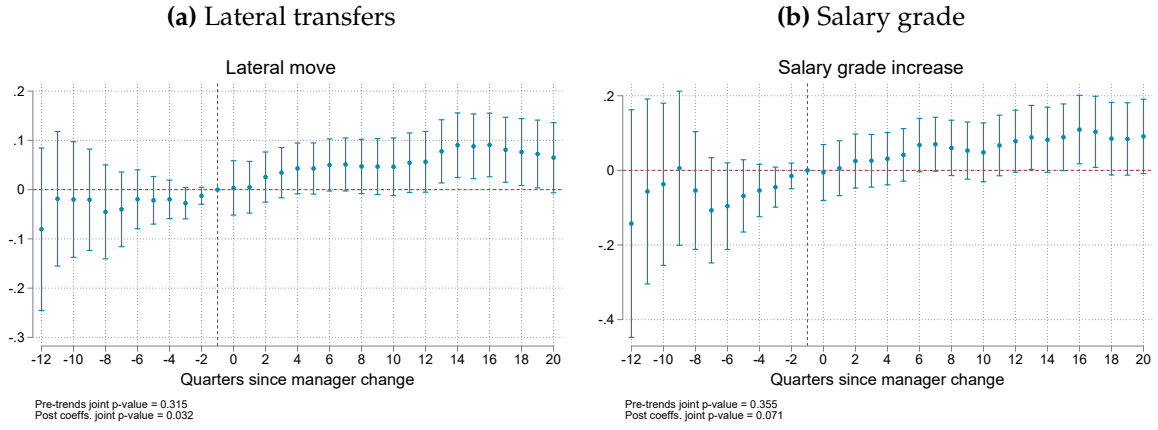 (a) Lateral transfers
Lateral move
.2
.1
0
-.1
-.2
-.3
-12 -10 -8 -6 -4 -2 0 2 4 6 8 10 12 14 16 18 20
Quarters since manager change
Pre-trends joint p-value = 0.315
Post coeffs. joint p-value = 0.032
(b) Salary grade
Salary grade increase
.2
0
-.2
-.4
-12 -10 -8 -6 -4 -2 0 2 4 6 8 10 12 14 16 18 20
Quarters since manager change
Pre-trends joint p-value = 0.355
Post coeffs. joint p-value = 0.071